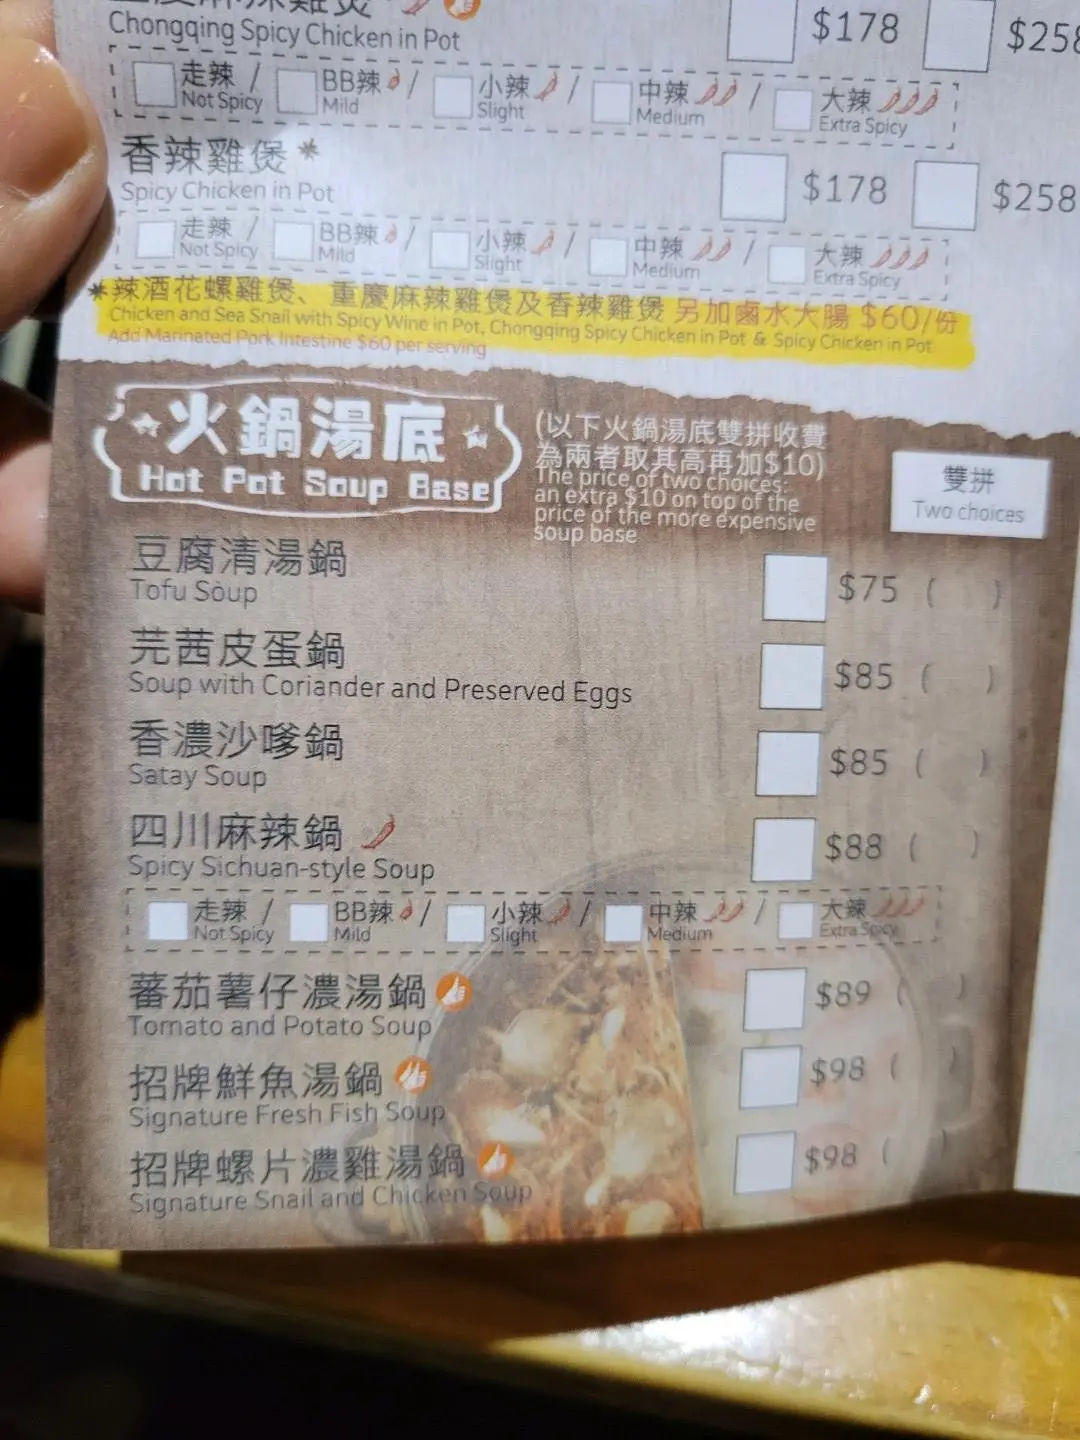 重慶麻辣雞煲
Chongqing Spicy Chicken in Pot $178 $258
走辣 / BB辣 / 小辣 / 中辣 / 大辣
Not Spicy Mild Slight Medium Extra Spicy
香辣雞煲*
Spicy Chicken in Pot $178 $258
走辣 / BB辣 / 小辣 / 中辣 / 大辣
Not Spicy Mild Slight Medium Extra Spicy
*辣酒花螺雞煲、重慶麻辣雞煲及香辣雞煲 另加鹵水大腸 $60/份
Chicken and Sea Snail with Spicy Wine in Pot, Chongqing Spicy Chicken in Pot & Spicy Chicken in Pot
Add Marinated Pork Intestine $60 per serving
火鍋湯底
Hot Pot Soup Base
(以下火鍋湯底雙拼收費
為兩者取其高再加$10)
The price of two choices:
an extra $10 on top of the
price of the more expensive
soup base
雙拼
Two choices
豆腐清湯鍋
Tofu Soup $75 ( )
芫茜皮蛋鍋
Soup with Coriander and Preserved Eggs $85 ( )
香濃沙嗲鍋
Satay Soup $85 ( )
四川麻辣鍋
Spicy Sichuan-style Soup $88 ( )
走辣 / BB辣 / 小辣 / 中辣 / 大辣
Not Spicy Mild Slight Medium Extra Spicy
蕃茄薯仔濃湯鍋
Tomato and Potato Soup $89 ( )
招牌鮮魚湯鍋
Signature Fresh Fish Soup $98 ( )
招牌螺片濃雞湯鍋
Signature Snail and Chicken Soup $98 ( )